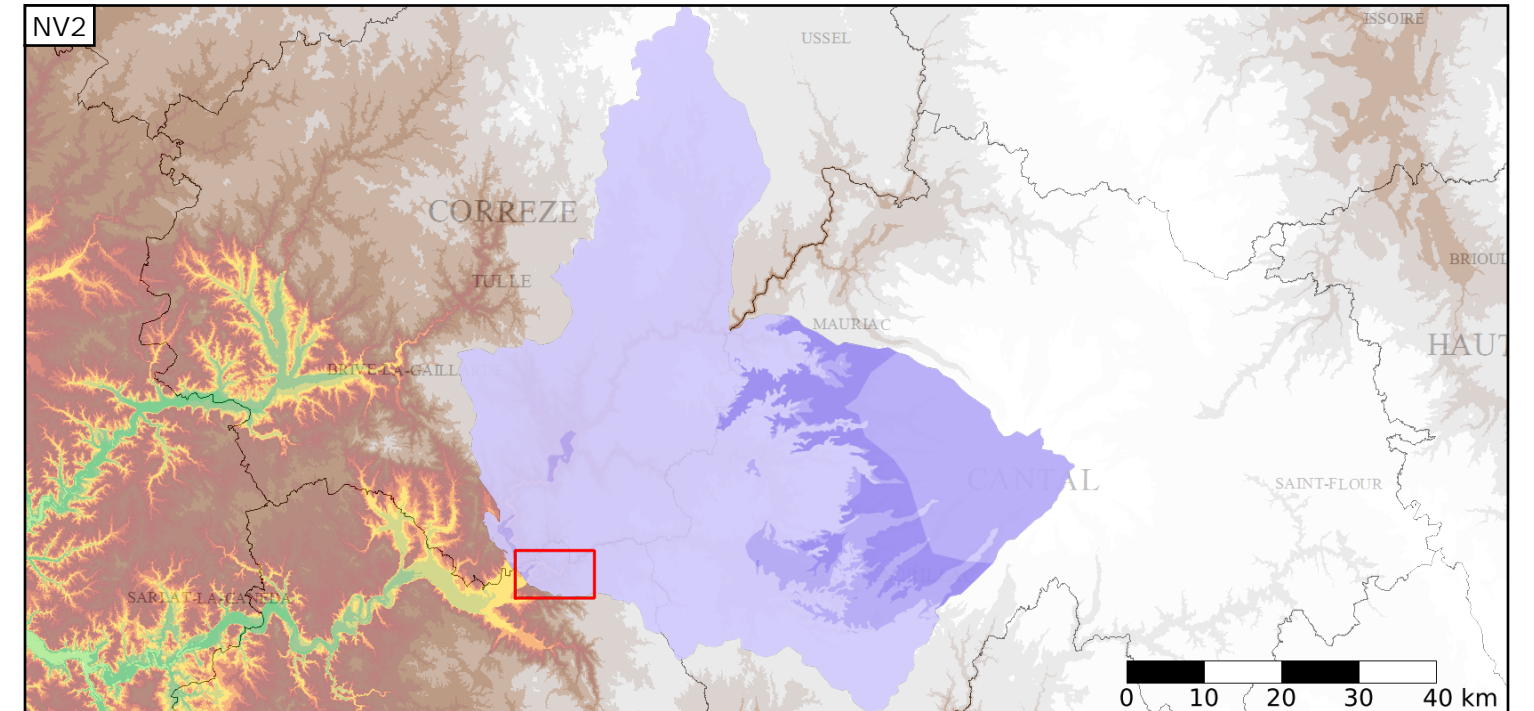 NV2
ISSOIRE
USSEL
CORREZE
BRIOUD
TULLE
MAURIAC
HAUT
BRIVE-LA-GAILLARDE
CANTAL
SAINT-FLOUR
SARLAT-LA-CANEDA
0 10 20 30 40 km